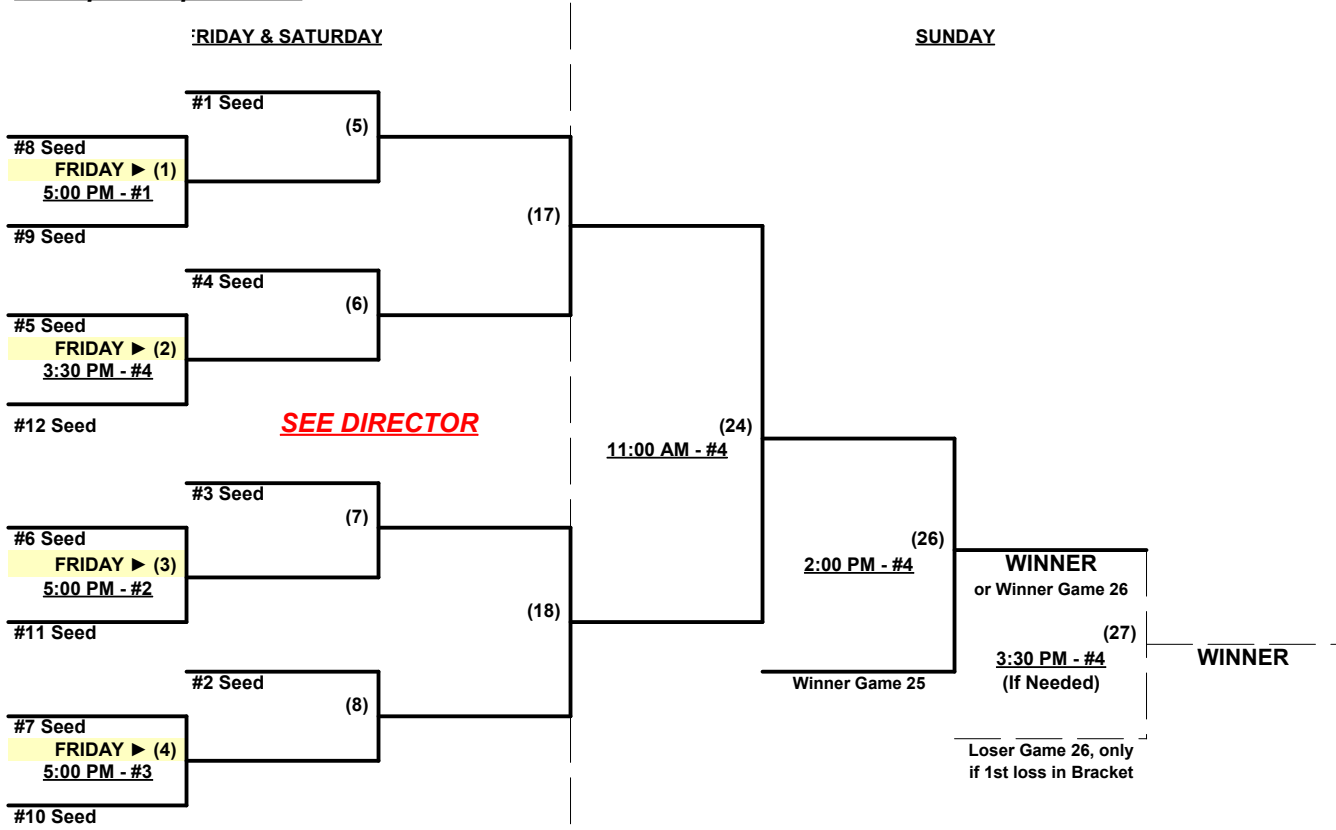 FRIDAY & SATURDAY
SUNDAY
#1 Seed
(5)
#8 Seed
FRIDAY ► (1)
5:00 PM - #1
#9 Seed
(17)
#4 Seed
(6)
#5 Seed
FRIDAY ► (2)
3:30 PM - #4
#12 Seed
SEE DIRECTOR
(24)
11:00 AM - #4
#3 Seed
(7)
#6 Seed
FRIDAY ► (3)
5:00 PM - #2
#11 Seed
(18)
#2 Seed
(8)
#7 Seed
FRIDAY ► (4)
5:00 PM - #3
#10 Seed
(26)
2:00 PM - #4
Winner Game 25
WINNER
or Winner Game 26
(27)
3:30 PM - #4
(If Needed)
WINNER
Loser Game 26, only
if 1st loss in Bracket